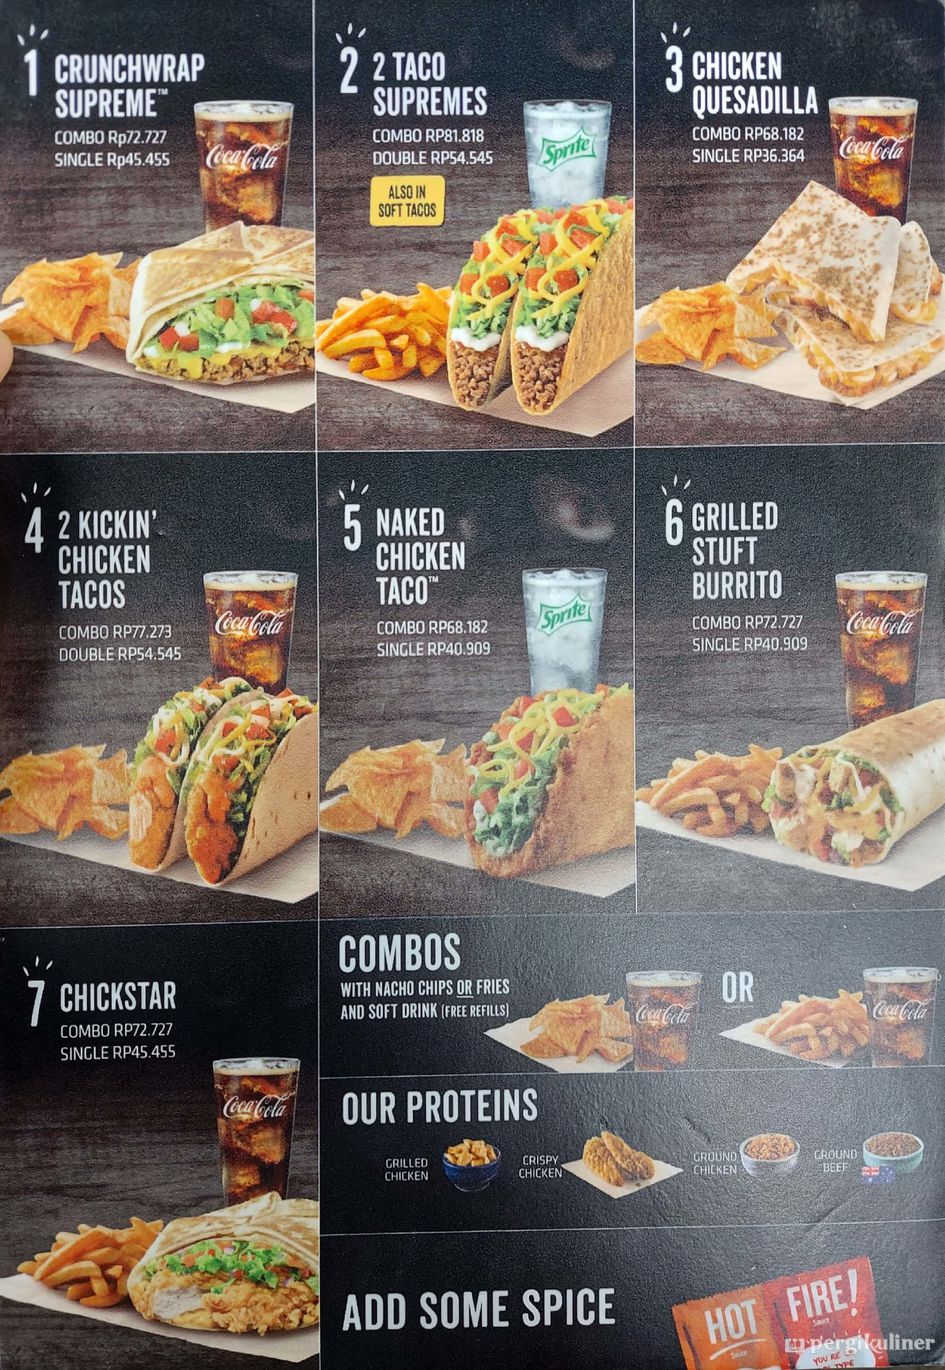 1 CRUNCHWRAP
SUPREME™
COMBO Rp72.727
SINGLE Rp45.455
Coca-Cola
2 2 TACO
SUPREMES
COMBO RP81.818
DOUBLE RP54.545
ALSO IN
SOFT TACOS
Sprite
3 CHICKEN
QUESADILLA
COMBO RP68.182
SINGLE RP36.364
Coca-Cola
4 2 KICKIN'
CHICKEN
TACOS
COMBO RP77.273
DOUBLE RP54.545
Coca-Cola
5 NAKED
CHICKEN
TACO™
COMBO RP68.182
SINGLE RP40.909
Sprite
6 GRILLED
STUFT
BURRITO
COMBO RP72.727
SINGLE RP40.909
Coca-Cola
7 CHICKSTAR
COMBO RP72.727
SINGLE RP45.455
Coca-Cola
COMBOS
WITH NACHO CHIPS OR FRIES
AND SOFT DRINK (FREE REFILLS)
Coca-Cola
OR
Coca-Cola
OUR PROTEINS
GRILLED
CHICKEN
CRISPY
CHICKEN
GROUND
CHICKEN
GROUND
BEEF
ADD SOME SPICE
HOT
Sauce
FIRE!
Sauce
pergikuliner